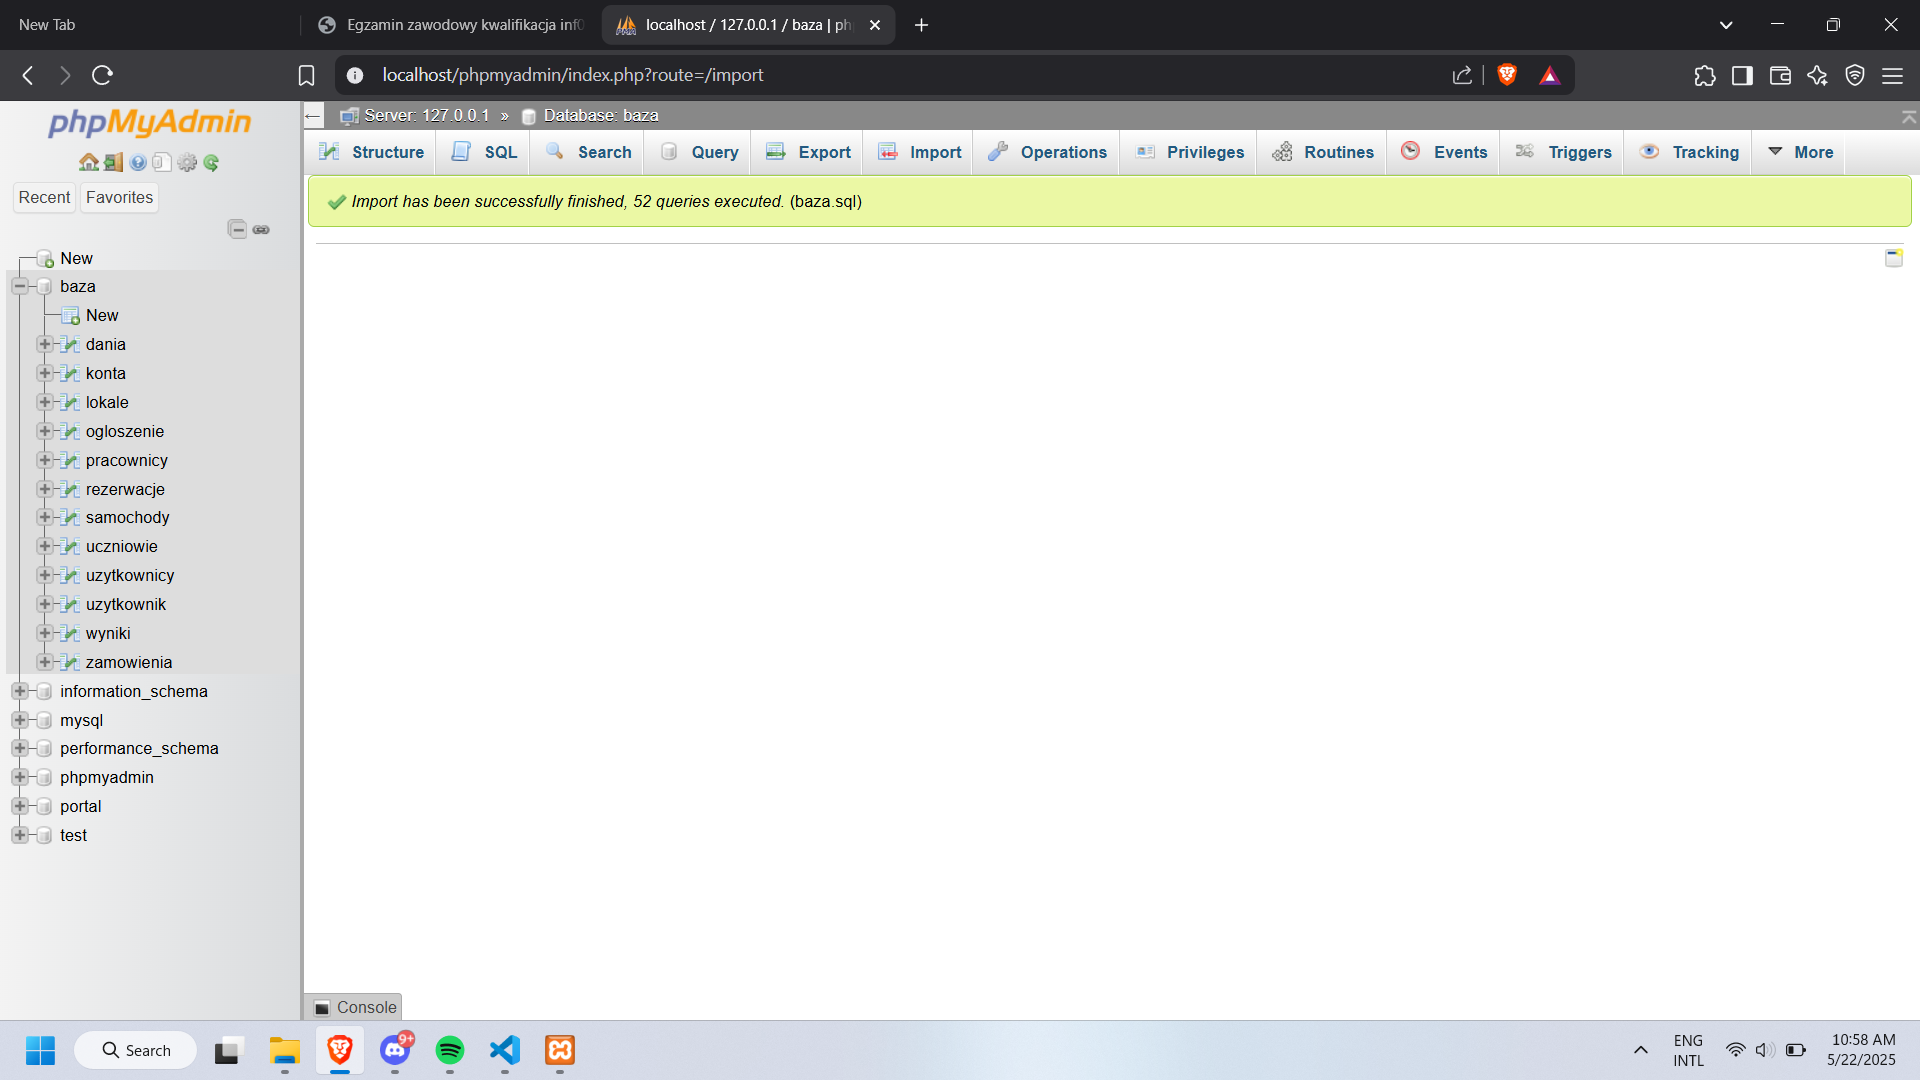 New Tab
Egzamin zawodowy kwalifikacja inf0
localhost / 127.0.0.1 / baza | ph
localhost/phpmyadmin/index.php?route=/import
phpMyAdmin
Server: 127.0.0.1 » Database: baza
Structure SQL Search Query Export Import Operations Privileges Routines Events Triggers Tracking More
Recent Favorites
Import has been successfully finished, 52 queries executed. (baza.sql)
New
baza
New
dania
konta
lokale
ogloszenie
pracownicy
rezerwacje
samochody
uczniowie
uzytkownicy
uzytkownik
wyniki
zamowienia
information_schema
mysql
performance_schema
phpmyadmin
portal
test
Console
Search
9+
ENG
INTL
10:58 AM
5/22/2025